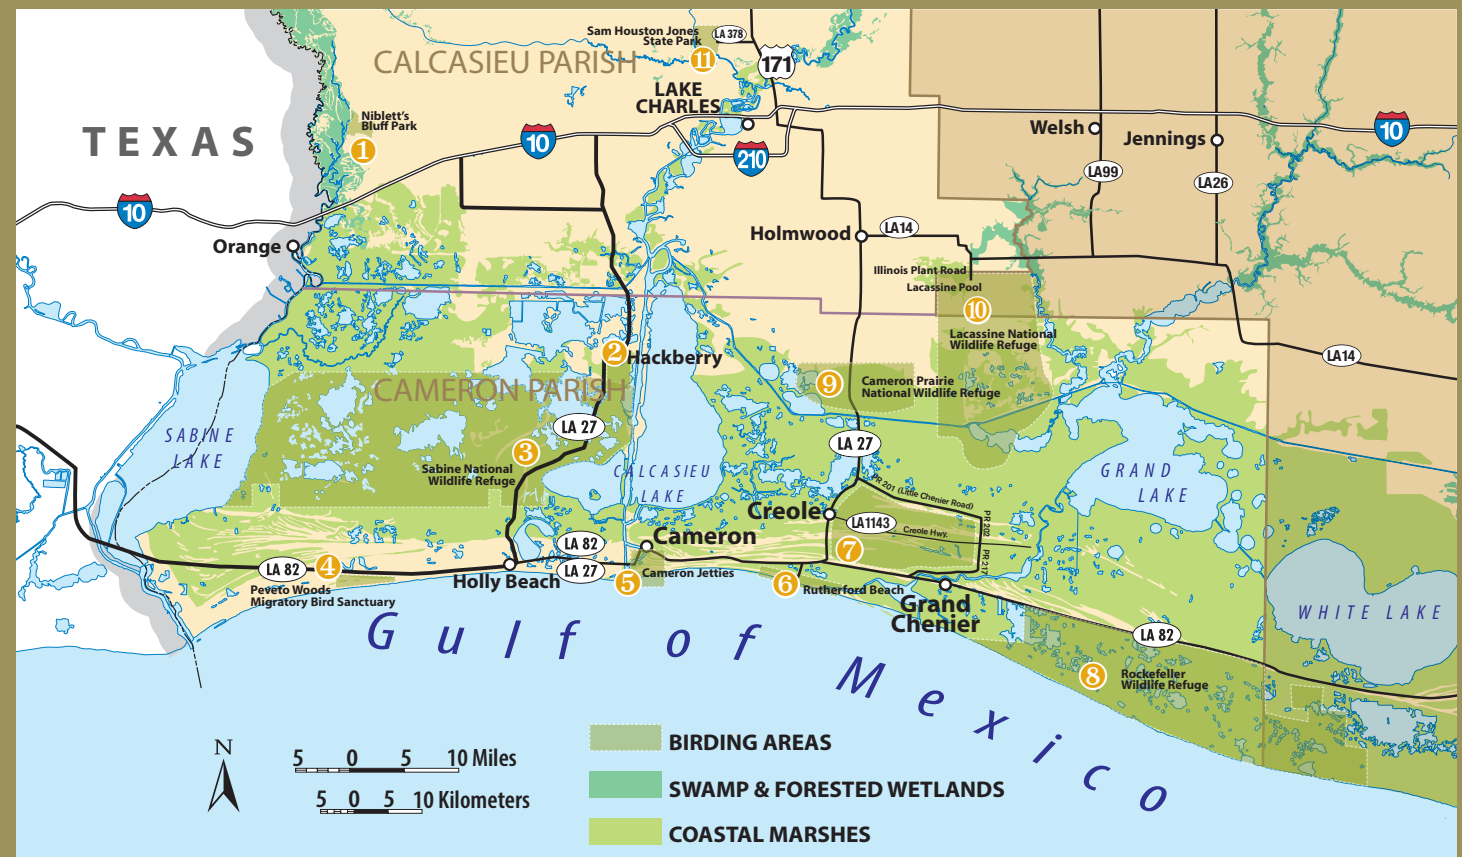 Sam Houston Jones
State Park
LA 378
11
171
CALCASIEU PARISH
LAKE
CHARLES
Niblett's
Bluff Park
1
TEXAS
10
10
210
10
Welsh
Jennings
LA99
LA26
10
Orange
Holmwood
LA14
Illinois Plant Road
Lacassine Pool
10
Lacassine National
Wildlife Refuge
2
Hackberry
LA14
CAMERON PARISH
9
Cameron Prairie
National Wildlife Refuge
LA 27
LA 27
SABINE
LAKE
3
Sabine National
Wildlife Refuge
CALCASIEU
LAKE
GRAND
LAKE
PR 201 (Little Chenier Road)
Creole
LA1143
Creole Hwy.
PR 202
PR 217
7
LA 82
Cameron
LA 82
4
Peveto Woods
Migratory Bird Sanctuary
Holly Beach
LA 27
5
Cameron Jetties
6
Rutherford Beach
Grand
Chenier
WHITE LAKE
LA 82
8
Rockefeller
Wildlife Refuge
Gulf of Mexico
N
5 0 5 10 Miles
5 0 5 10 Kilometers
BIRDING AREAS
SWAMP & FORESTED WETLANDS
COASTAL MARSHES